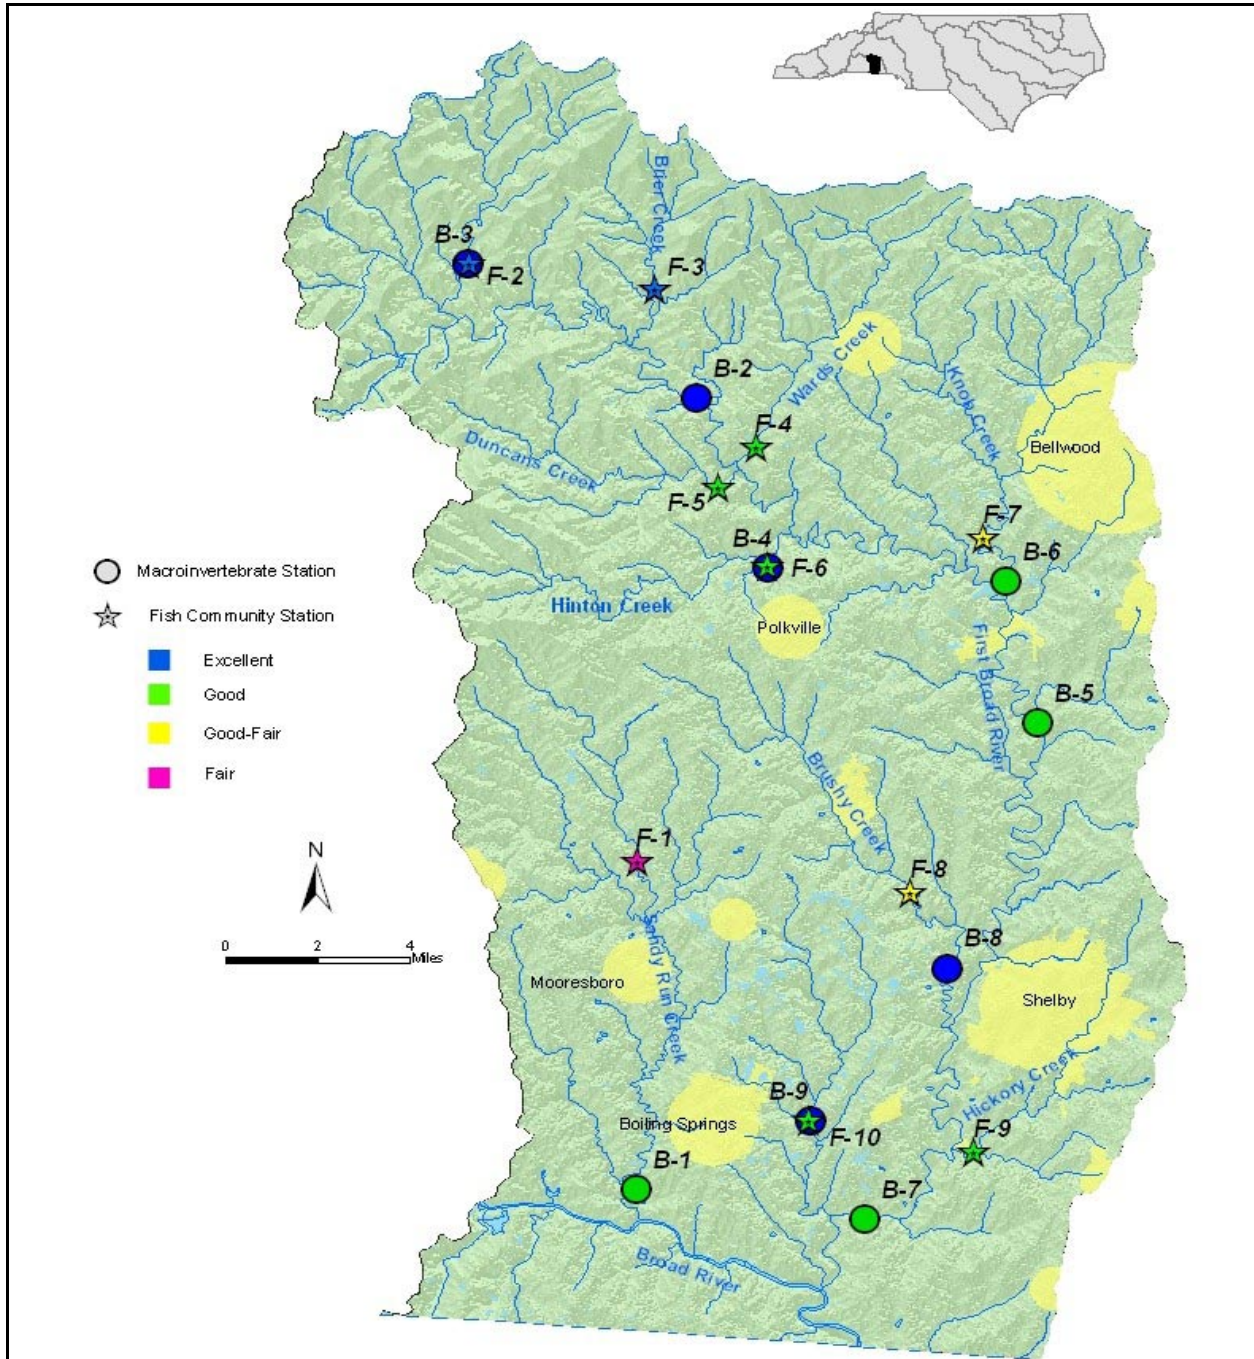 Brier Creek
B-3
F-2
F-3
B-2
Wards Creek
Knob Creek
F-4
Bellwood
Duncans Creek
F-5
F-7
B-4
F-6
B-6
Macroinvertebrate Station
Hinton Creek
Fish Community Station
Polkville
First Broad River
Excellent
Good
B-5
Good-Fair
Fair
Brushy Creek
F-1
N
F-8
Sandy Run Creek
B-8
0 2 4
Miles
Mooresboro
Shelby
Hickory Creek
B-9
Boiling Springs
F-10
F-9
B-1
B-7
Broad River